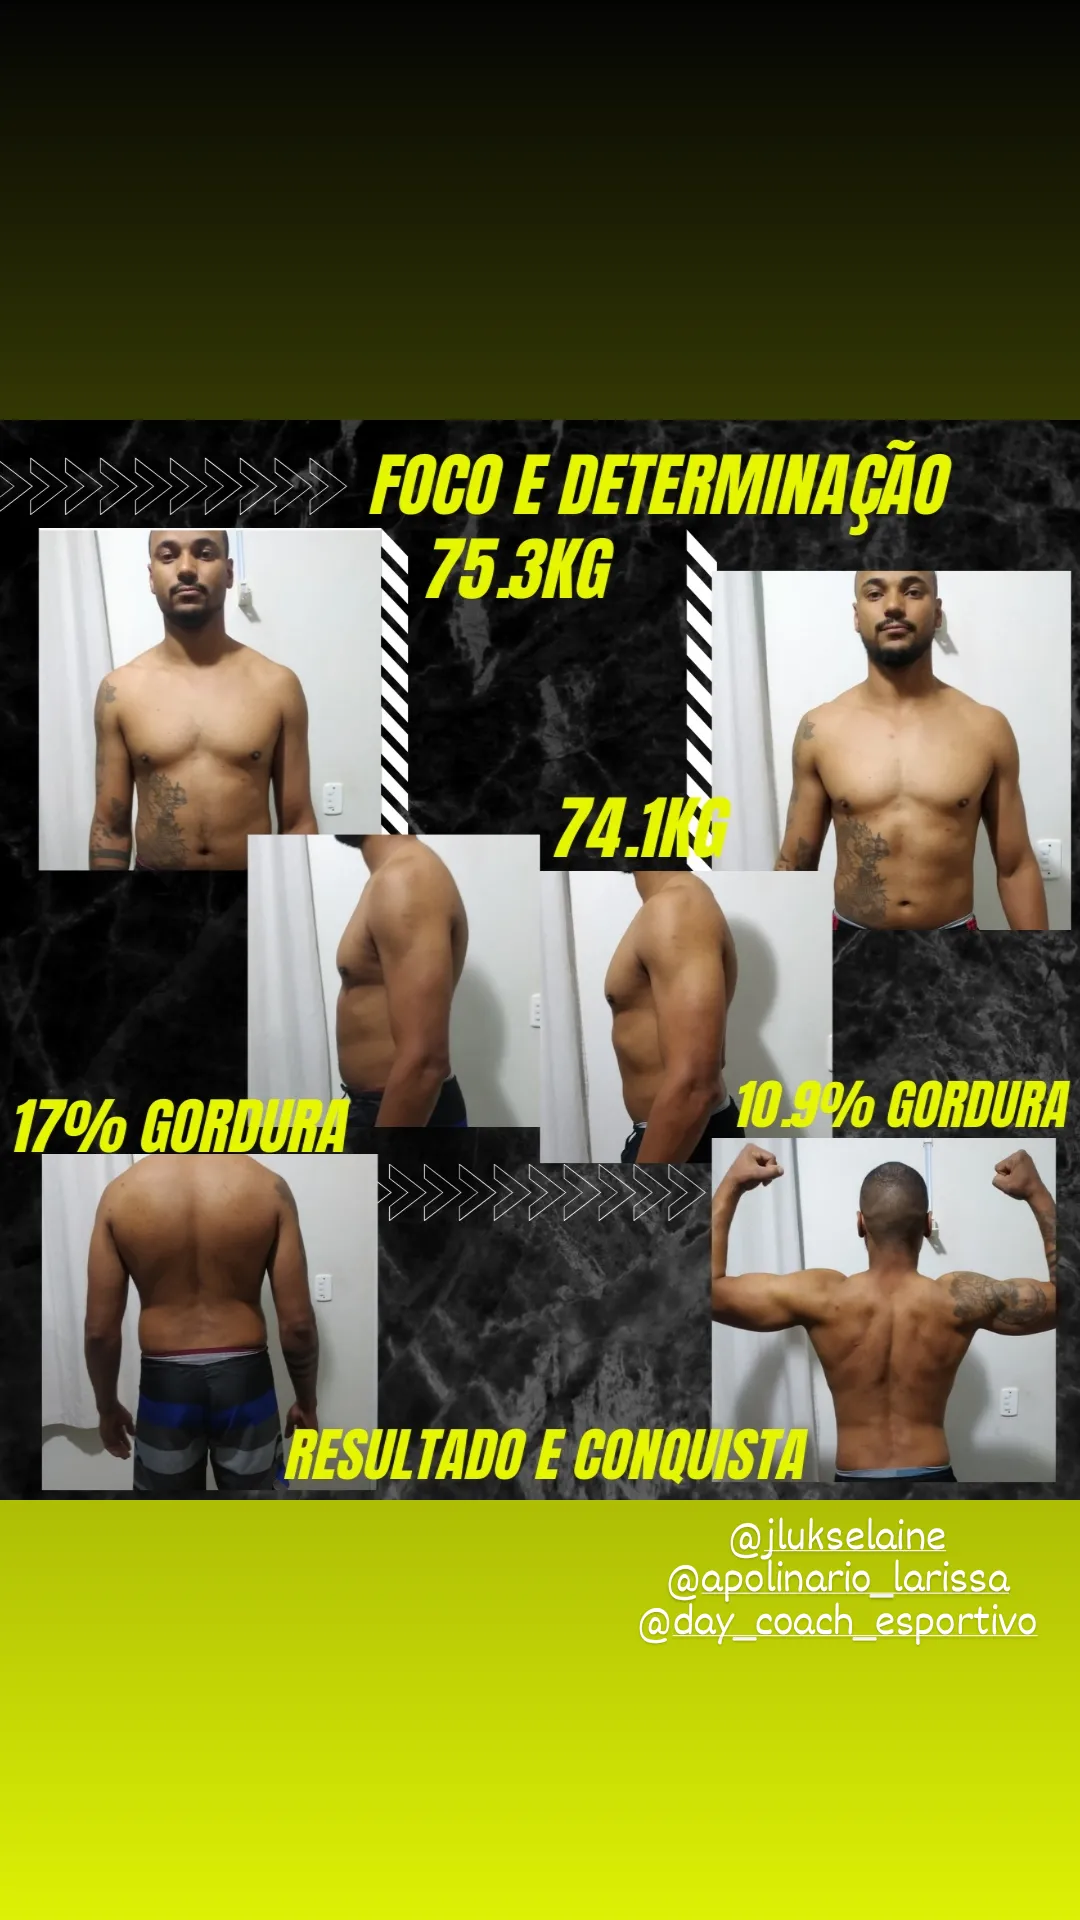 FOCO E DETERMINAÇÃO
75.3KG
74.1KG
17% GORDURA
10.9% GORDURA
RESULTADO E CONQUISTA
@jlukselaine
@apolinario_larissa
@day_coach_esportivo